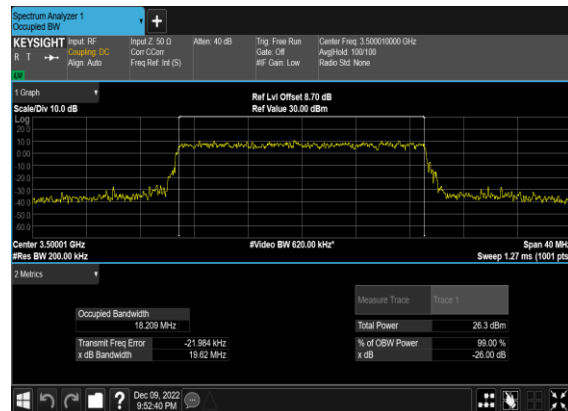 Spectrum Analyzer 1
Occupied BW
+
KEYSIGHT Input: RF Input Z: 50 Ω Atten: 40 dB Trig: Free Run Center Freq: 3.500010000 GHz
R T Coupling: DC Corr CCorr Gate: Off Avg|Hold: 100/100
Align: Auto Freq Ref: Int (S) #IF Gain: Low Radio Std: None
LU
1 Graph
Ref Lvl Offset 8.70 dB
Scale/Div 10.0 dB Ref Value 30.00 dBm
Log
20.0
10.0
0.00
-10.0
-20.0
-30.0
-40.0
-50.0
-60.0
Center 3.50001 GHz #Video BW 620.00 kHz* Span 40 MHz
#Res BW 200.00 kHz Sweep 1.27 ms (1001 pts)
2 Metrics
Measure Trace Trace 1
Occupied Bandwidth
18.209 MHz Total Power 26.3 dBm
Transmit Freq Error -21.984 kHz % of OBW Power 99.00 %
x dB Bandwidth 19.62 MHz x dB -26.00 dB
? Dec 09, 2022
9:52:40 PM